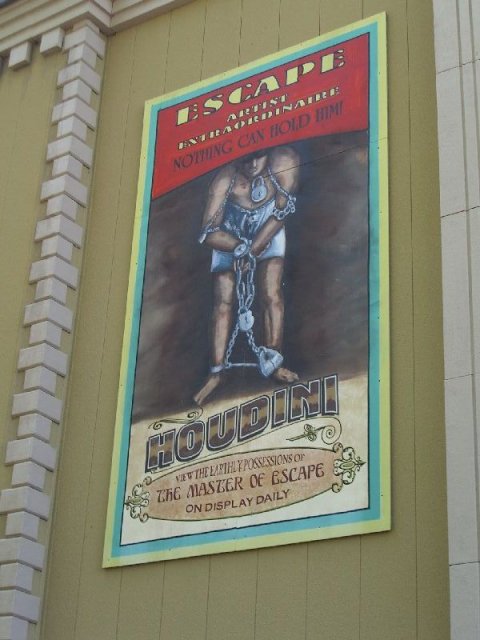 ESCAPE
ARTIST
EXTRAORDINAIRE
NOTHING CAN HOLD HIM!
HOUDINI
VIEW THE EARTHLY POSSESSIONS OF
THE MASTER OF ESCAPE
ON DISPLAY DAILY